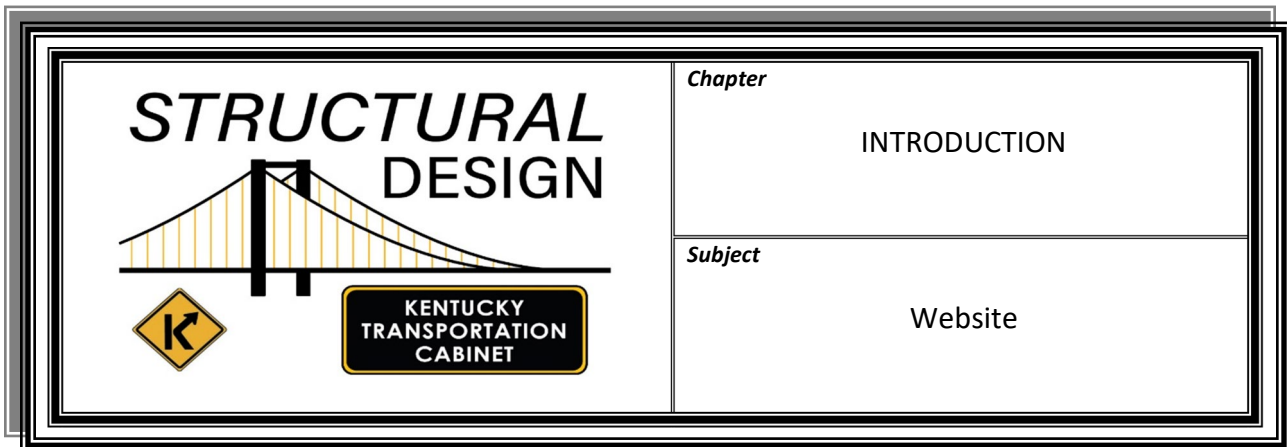 STRUCTURAL
DESIGN
K
KENTUCKY
TRANSPORTATION
CABINET
Chapter
INTRODUCTION
Subject
Website